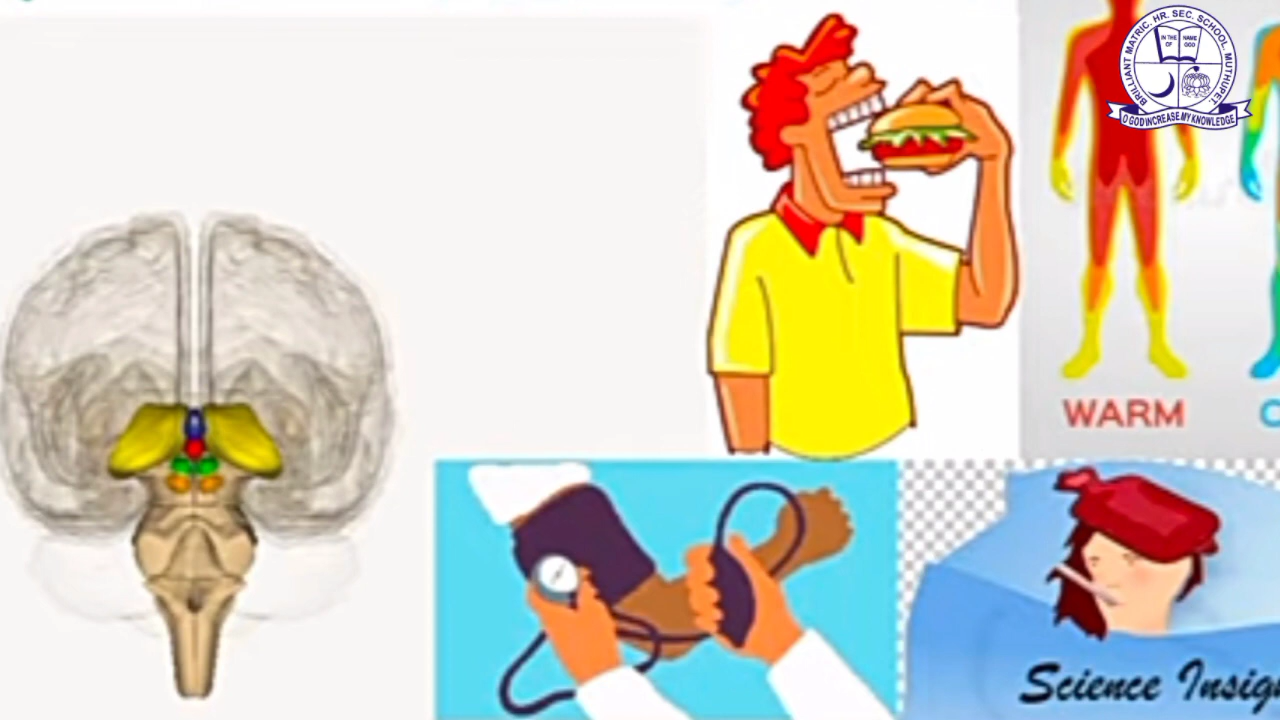 BRILLIANT MATRIC. HR. SEC. SCHOOL, MUTHUPET
IN THE NAME
OF GOD
O GOD INCREASE MY KNOWLEDGE
WARM
C
Science Insig